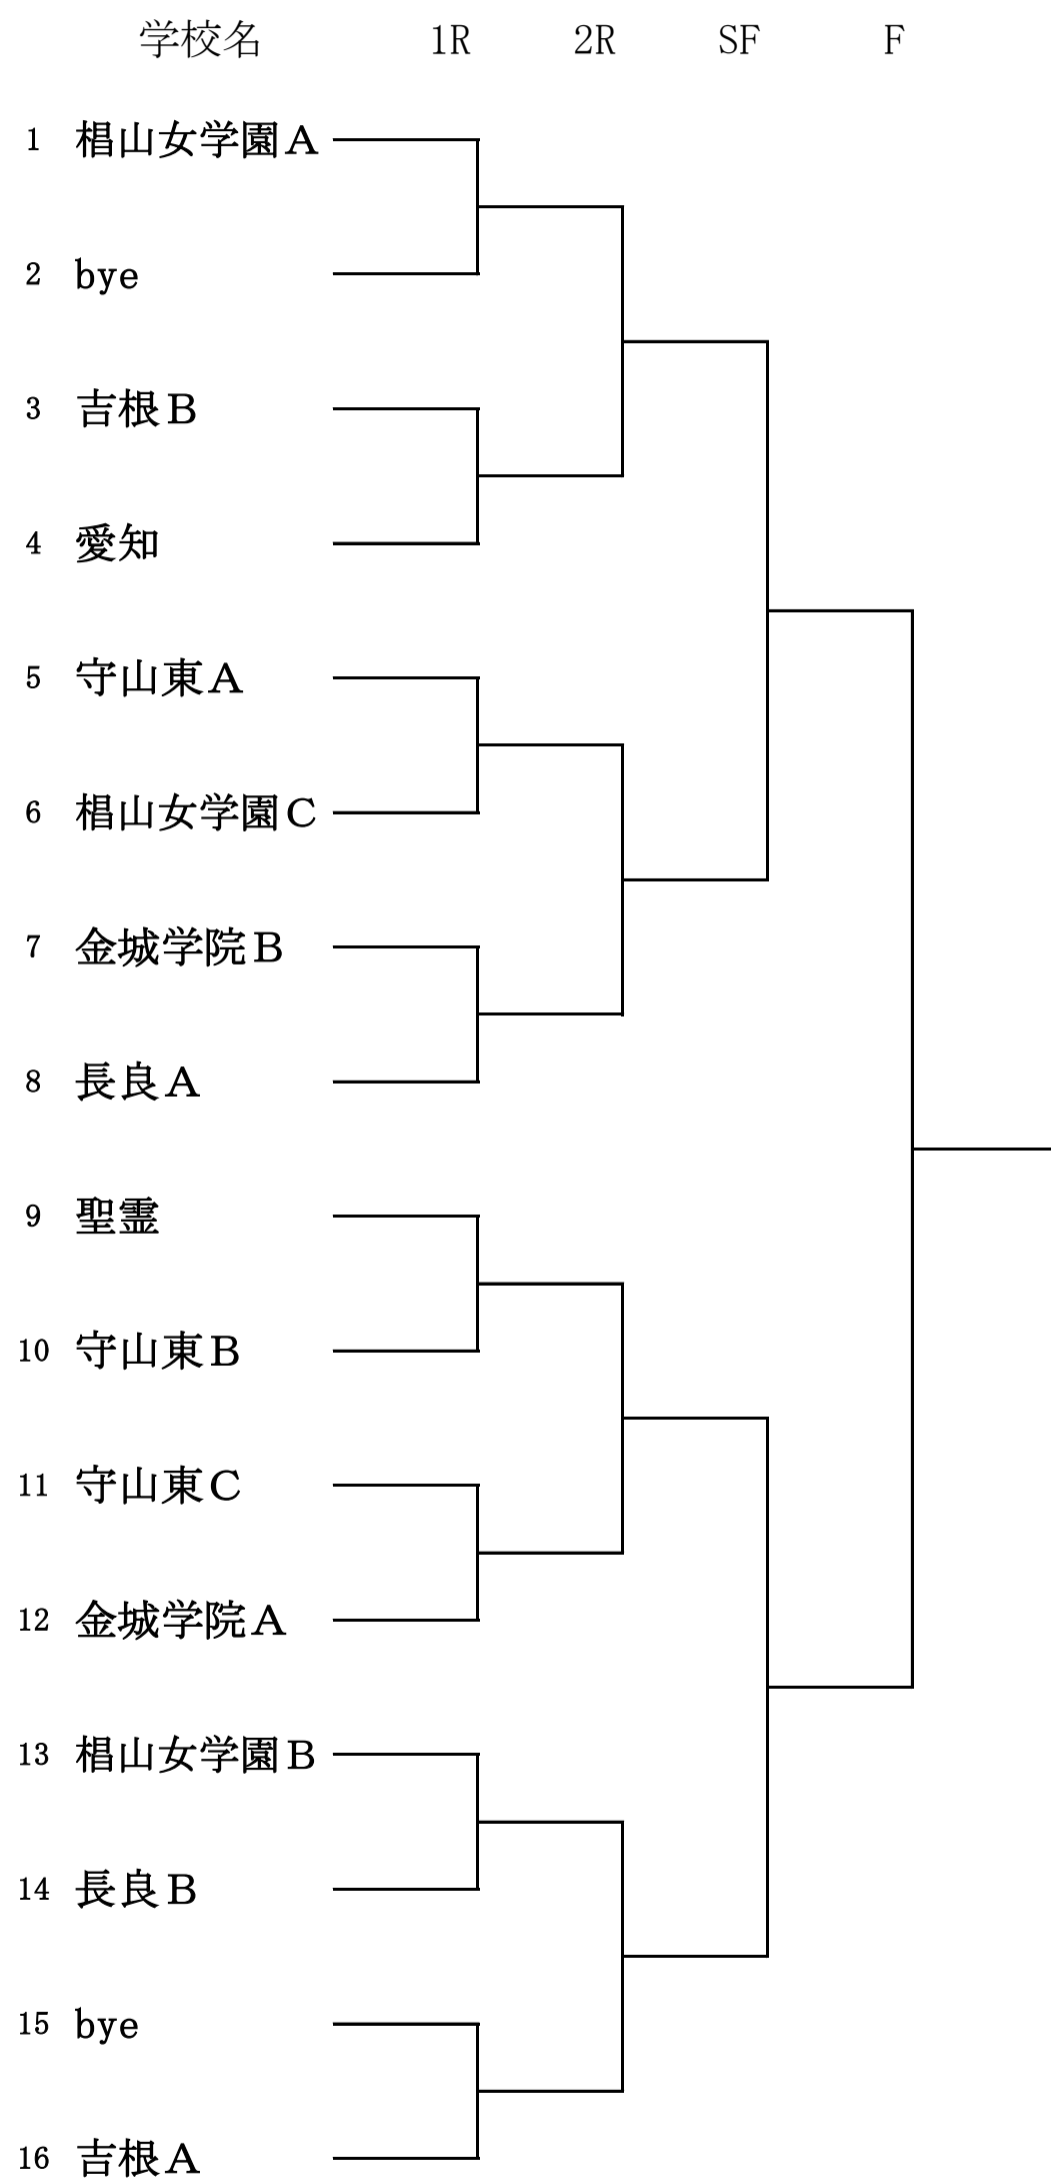 学校名 1R 2R SF F
1 椙山女学園A
2 bye
3 吉根B
4 愛知
5 守山東A
6 椙山女学園C
7 金城学院B
8 長良A
9 聖霊
10 守山東B
11 守山東C
12 金城学院A
13 椙山女学園B
14 長良B
15 bye
16 吉根A